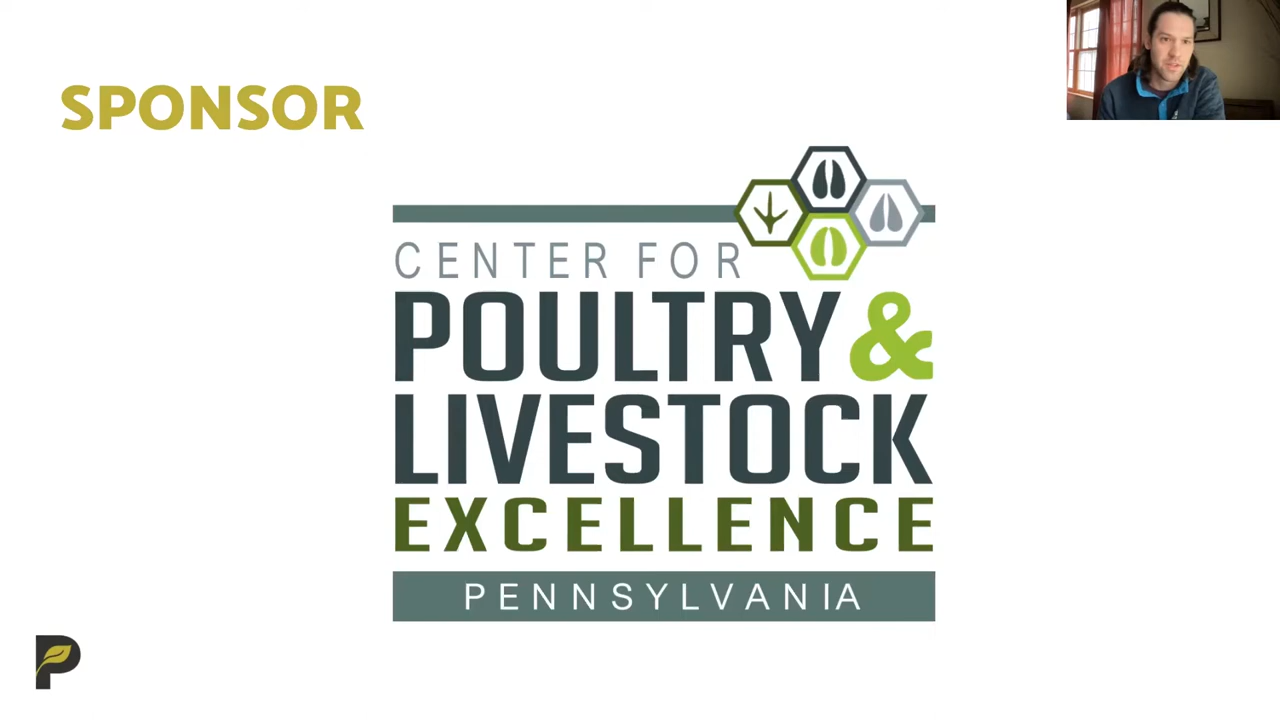 SPONSOR
CENTER FOR
POULTRY &
LIVESTOCK
EXCELLENCE
PENNSYLVANIA
P